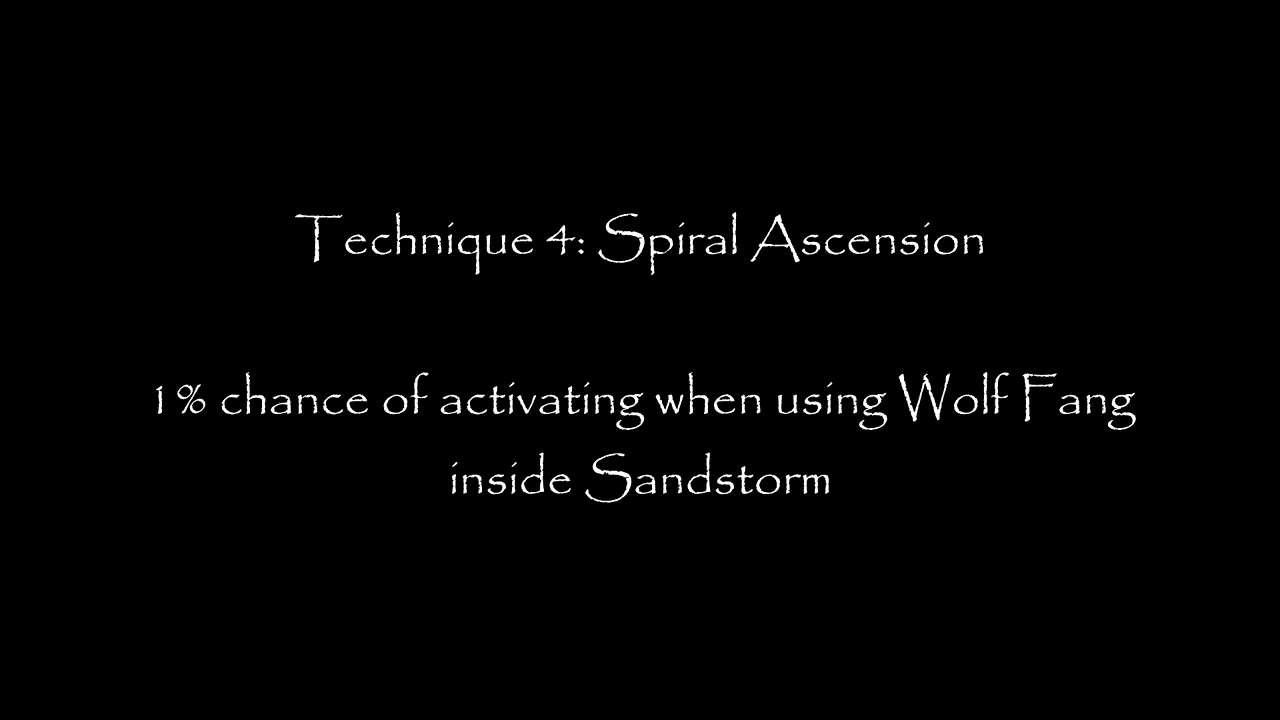 Technique 4: Spiral Ascension
1% chance of activating when using Wolf Fang
inside Sandstorm